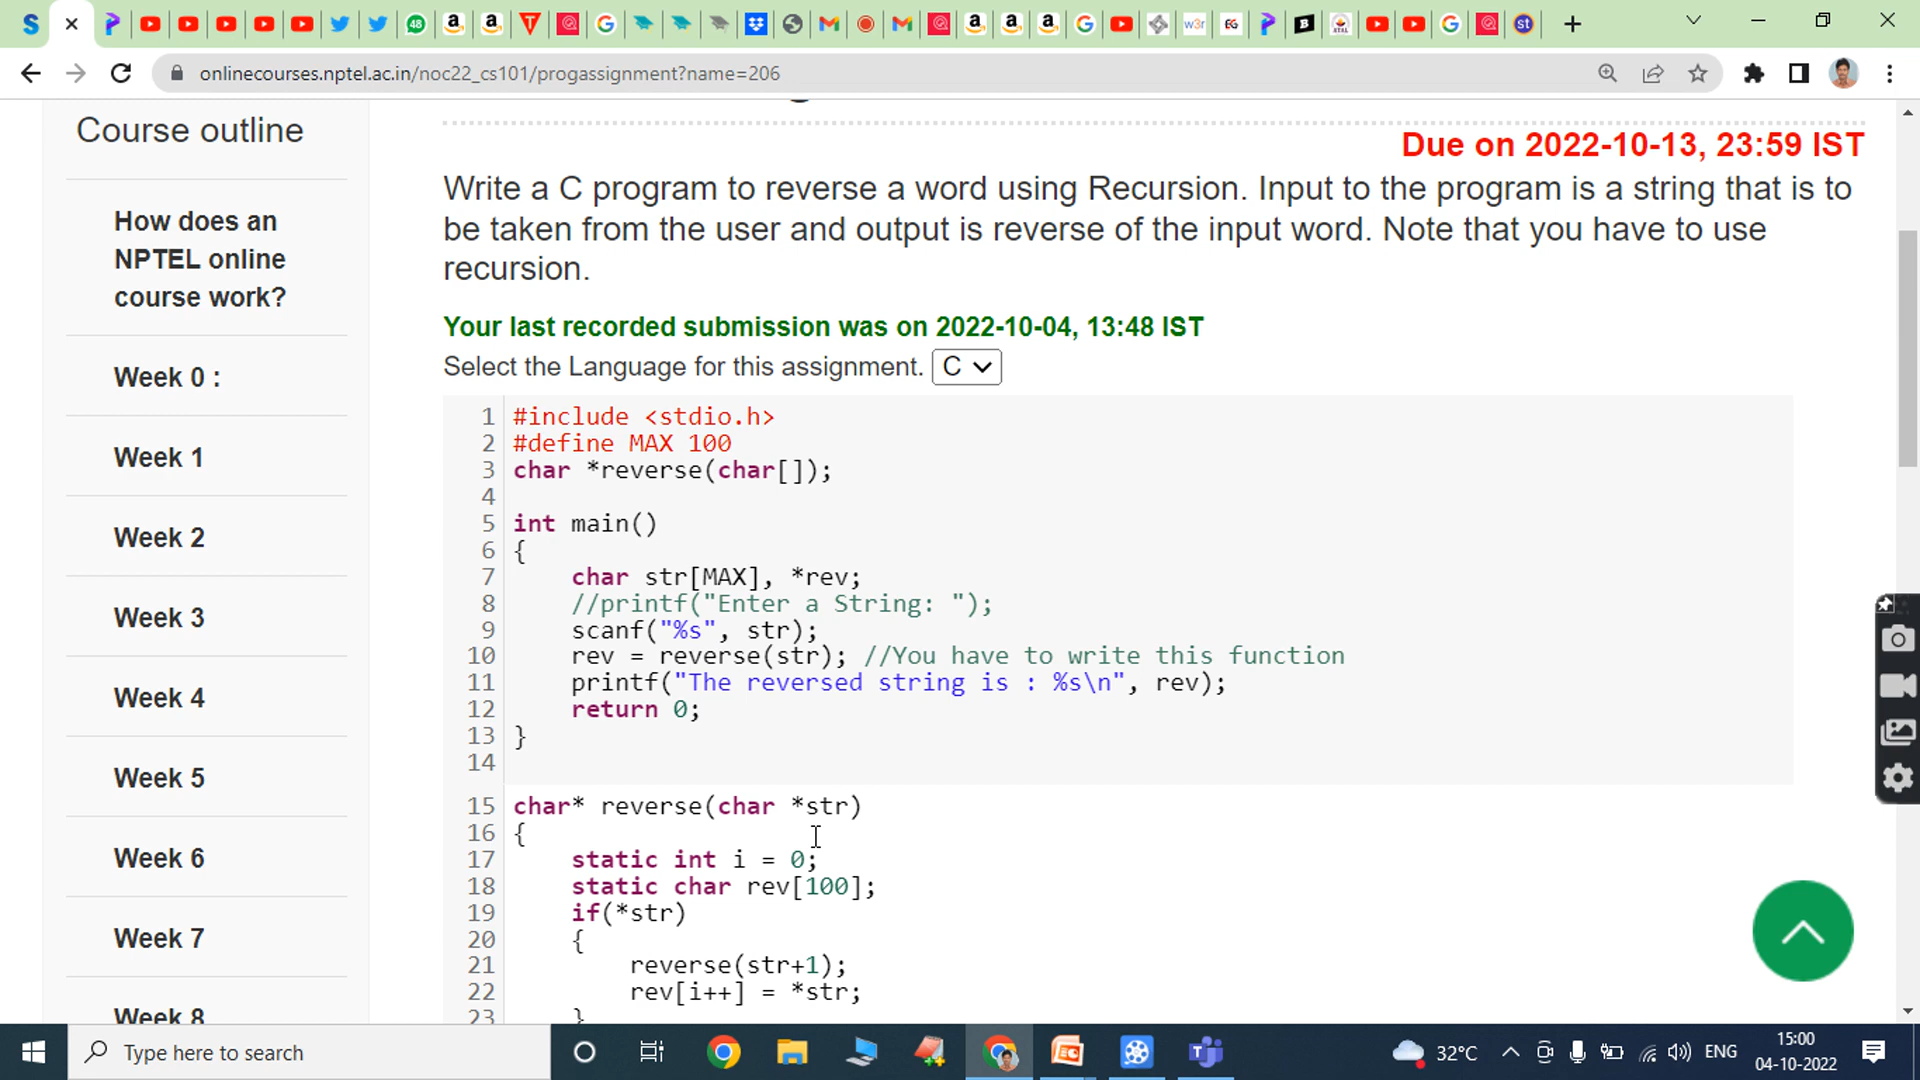 onlinecourses.nptel.ac.in/noc22_cs101/progassignment?name=206
Course outline
How does an
NPTEL online
course work?
Week 0 :
Week 1
Week 2
Week 3
Week 4
Week 5
Week 6
Week 7
Week 8
Due on 2022-10-13, 23:59 IST
Write a C program to reverse a word using Recursion. Input to the program is a string that is to
be taken from the user and output is reverse of the input word. Note that you have to use
recursion.
Your last recorded submission was on 2022-10-04, 13:48 IST
Select the Language for this assignment. C
1 #include <stdio.h>
2 #define MAX 100
3 char *reverse(char[]);
4
5 int main()
6 {
7 char str[MAX], *rev;
8 //printf("Enter a String: ");
9 scanf("%s", str);
10 rev = reverse(str); //You have to write this function
11 printf("The reversed string is : %s\n", rev);
12 return 0;
13 }
14
15 char* reverse(char *str)
16 {
17 static int i = 0;
18 static char rev[100];
19 if(*str)
20 {
21 reverse(str+1);
22 rev[i++] = *str;
23 }
Type here to search
32°C
ENG
15:00
04-10-2022